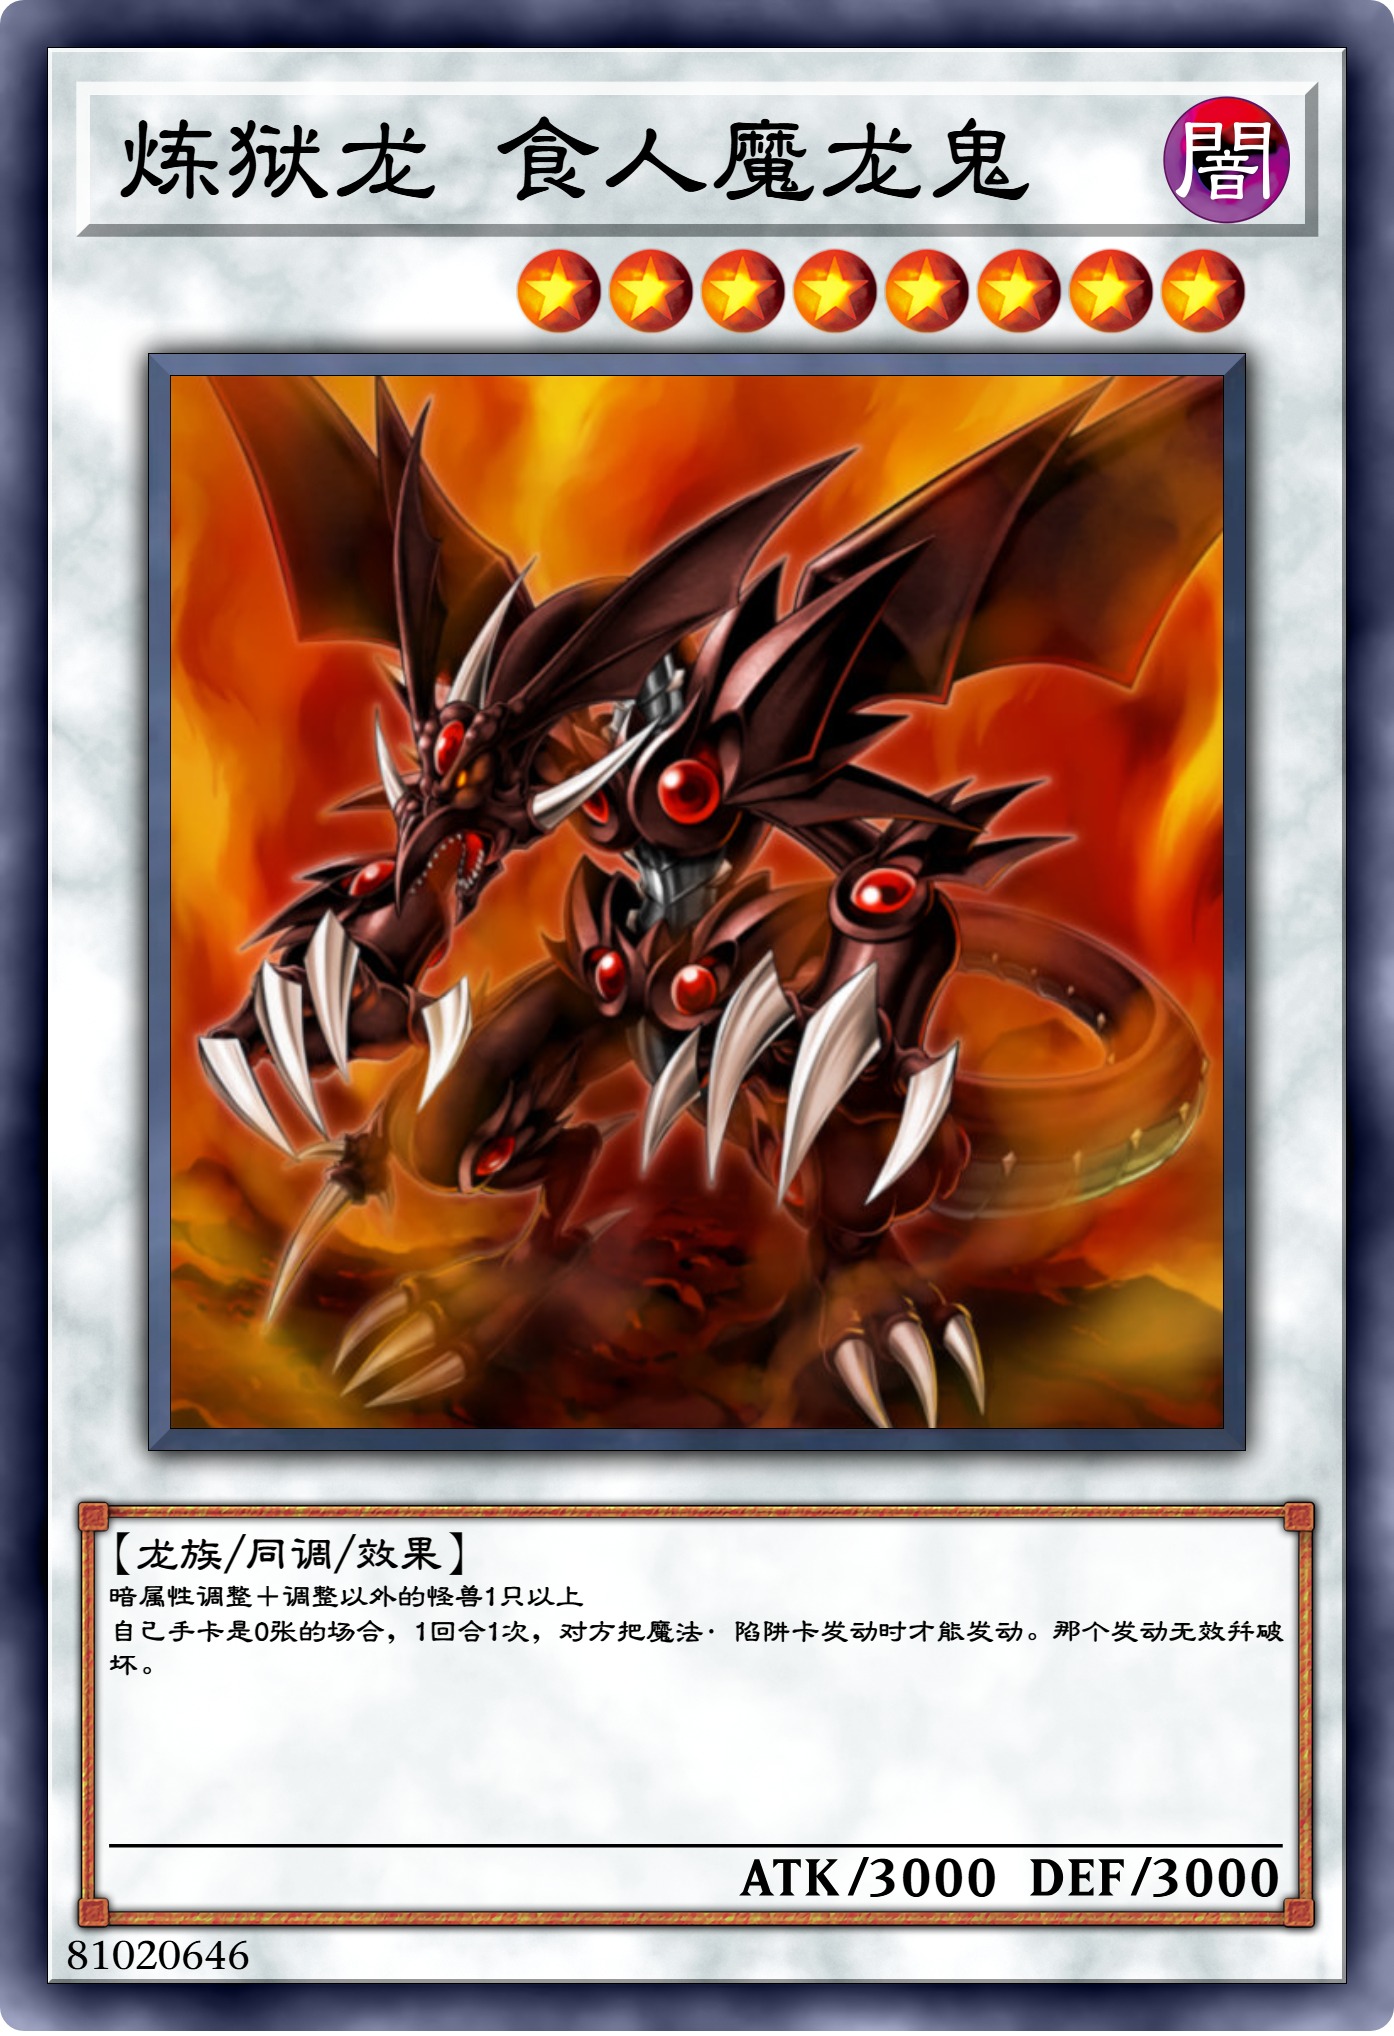 炼狱龙 食人魔龙鬼
闇
【龙族/同调/效果】
暗属性调整＋调整以外的怪兽1只以上
自己手卡是0张的场合，1回合1次，对方把魔法·陷阱卡发动时才能发动。那个发动无效并破
坏。
ATK/3000 DEF/3000
81020646